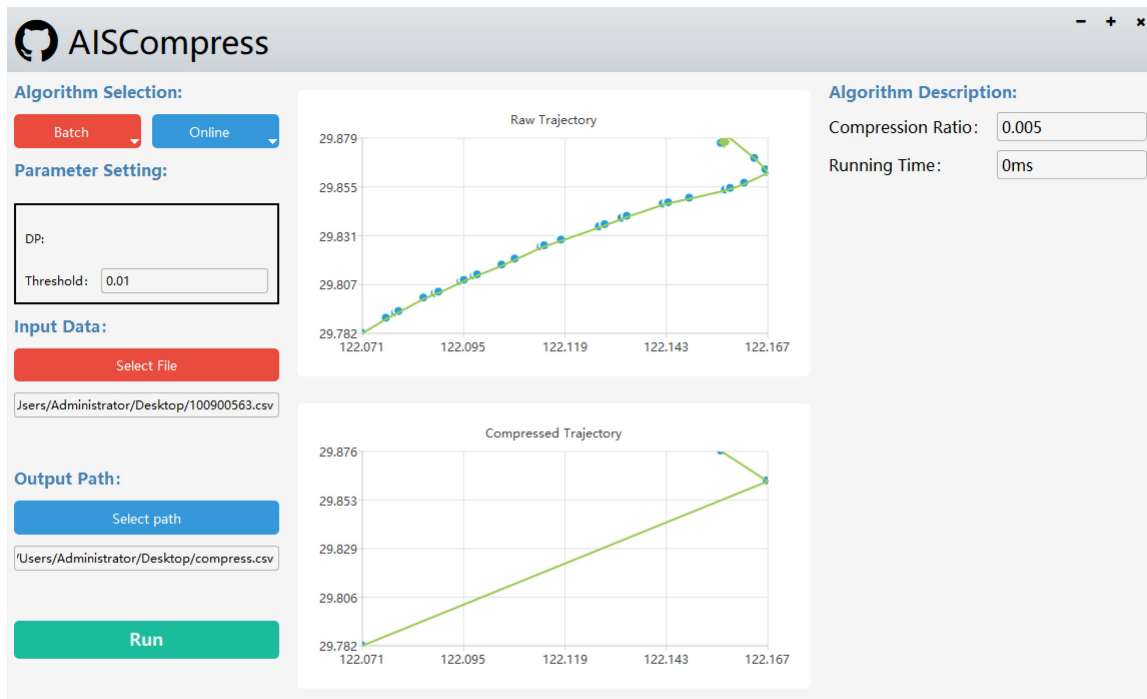 AISCompress
Algorithm Selection:
Batch
Online
Parameter Setting:
DP:
Threshold: 0.01
Input Data:
Select File
Jsers/Administrator/Desktop/100900563.csv
Output Path:
Select path
'Users/Administrator/Desktop/compress.csv
Run
Raw Trajectory
29.879
29.855
29.831
29.807
29.782
122.071 122.095 122.119 122.143 122.167
Compressed Trajectory
29.876
29.853
29.829
29.806
29.782
122.071 122.095 122.119 122.143 122.167
Algorithm Description:
Compression Ratio: 0.005
Running Time: 0ms